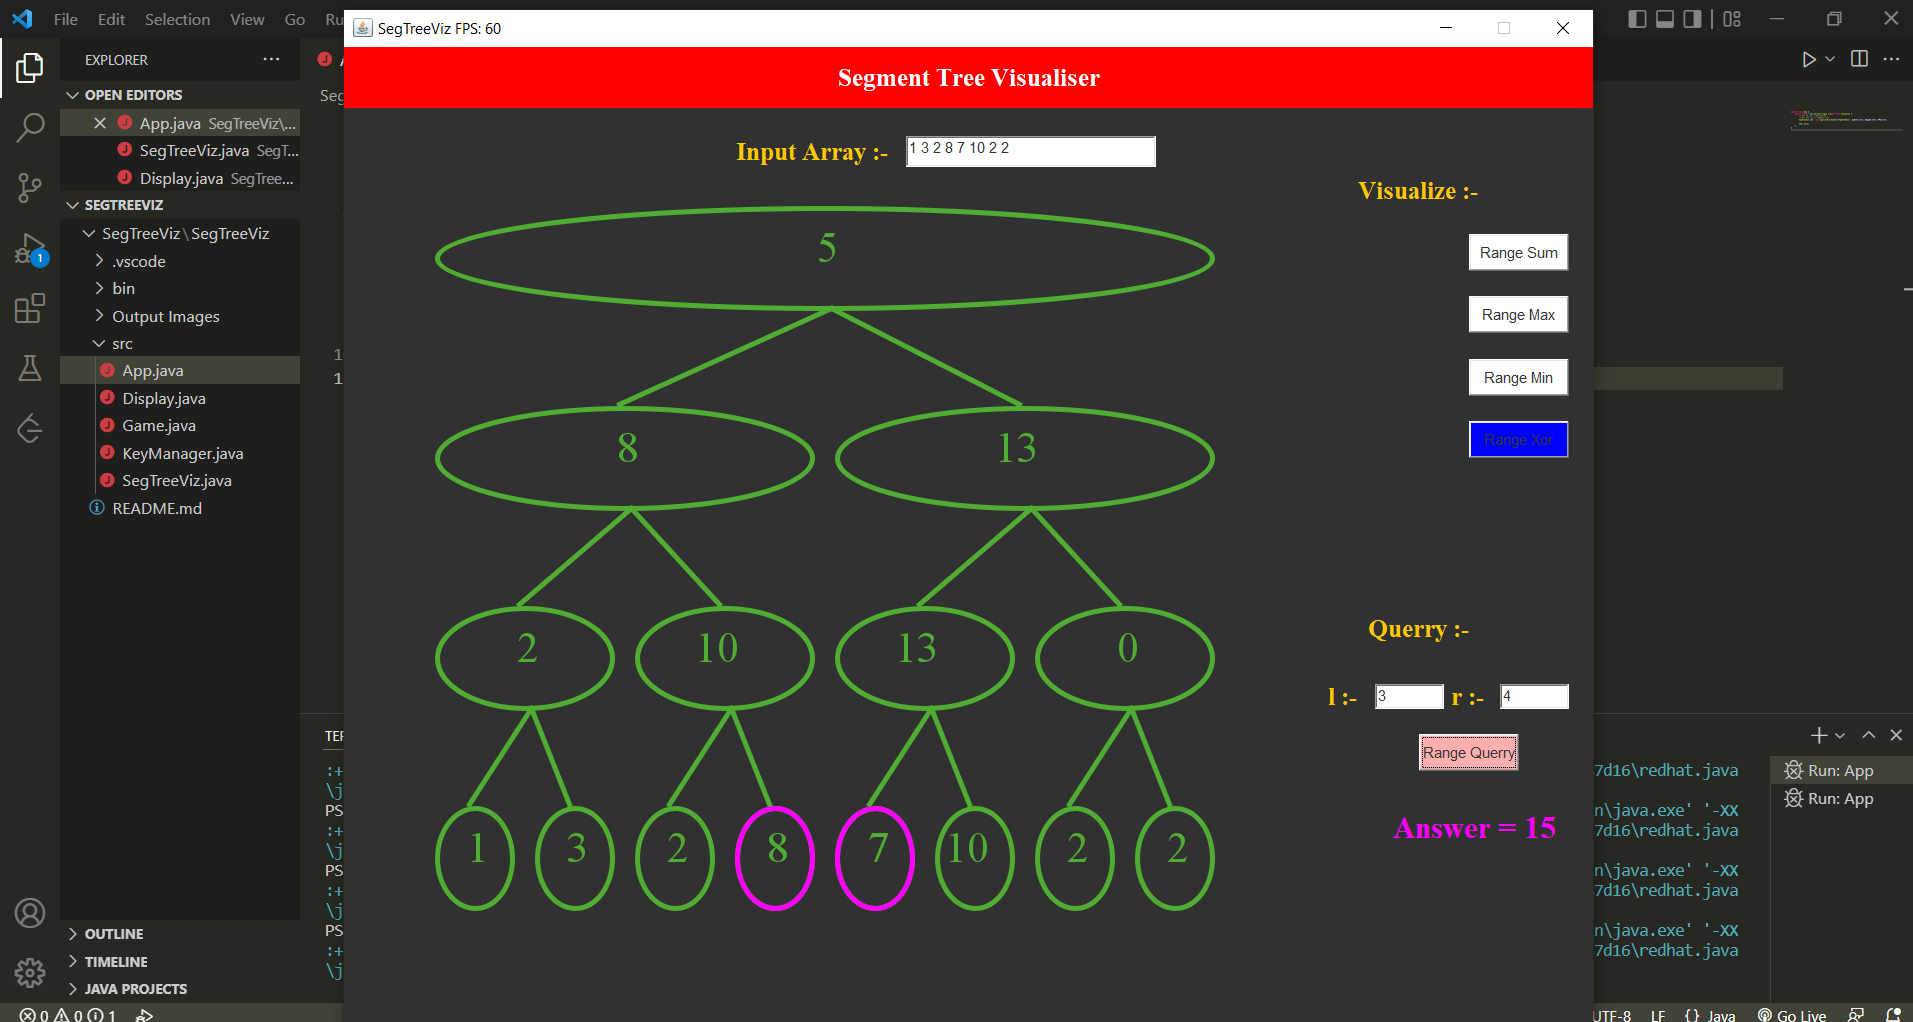 File Edit Selection View Go Ru
SegTreeViz FPS: 60
EXPLORER
OPEN EDITORS
App.java SegTreeViz\...
SegTreeViz.java SegT...
Display.java SegTree...
SEGTREEVIZ
SegTreeViz\SegTreeViz
.vscode
bin
Output Images
src
App.java
Display.java
Game.java
KeyManager.java
SegTreeViz.java
README.md
OUTLINE
TIMELINE
JAVA PROJECTS
0 0 1
1
Seg
1
1
TER
:+
\j
PS
:+
\j
PS
:+
\j
PS
:+
\j
Segment Tree Visualiser
Input Array :- 1 3 2 8 7 10 2 2
5
8 13
2 10 13 0
1 3 2 8 7 10 2 2
Visualize :-
Range Sum
Range Max
Range Min
Range Xor
Querry :-
l :- 3 r :- 4
Range Querry
Answer = 15
7d16\redhat.java
n\java.exe' '-XX
7d16\redhat.java
n\java.exe' '-XX
7d16\redhat.java
n\java.exe' '-XX
7d16\redhat.java
Run: App
Run: App
UTF-8 LF {} Java Go Live